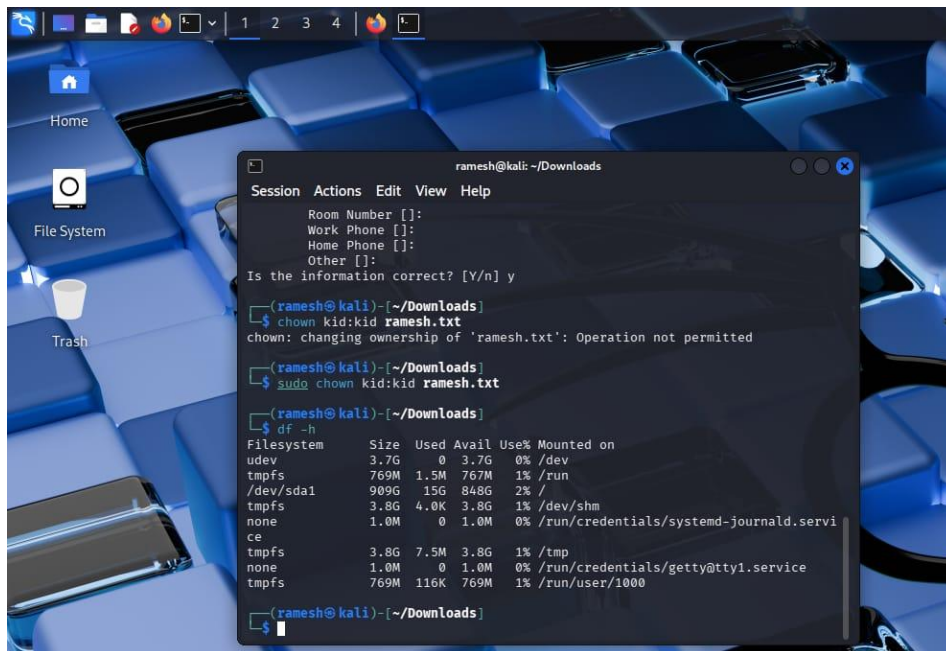 1 2 3 4
Home
File System
Trash
ramesh@kali: ~/Downloads
Session Actions Edit View Help
Room Number []:
Work Phone []:
Home Phone []:
Other []:
Is the information correct? [Y/n] y
┌──(ramesh㉿kali)-[~/Downloads]
└─$ chown kid:kid ramesh.txt
chown: changing ownership of 'ramesh.txt': Operation not permitted
┌──(ramesh㉿kali)-[~/Downloads]
└─$ sudo chown kid:kid ramesh.txt
┌──(ramesh㉿kali)-[~/Downloads]
└─$ df -h
Filesystem Size Used Avail Use% Mounted on
udev 3.7G 0 3.7G 0% /dev
tmpfs 769M 1.5M 767M 1% /run
/dev/sda1 909G 15G 848G 2% /
tmpfs 3.8G 4.0K 3.8G 1% /dev/shm
none 1.0M 0 1.0M 0% /run/credentials/systemd-journald.servi
ce
tmpfs 3.8G 7.5M 3.8G 1% /tmp
none 1.0M 0 1.0M 0% /run/credentials/getty@tty1.service
tmpfs 769M 116K 769M 1% /run/user/1000
┌──(ramesh㉿kali)-[~/Downloads]
└─$